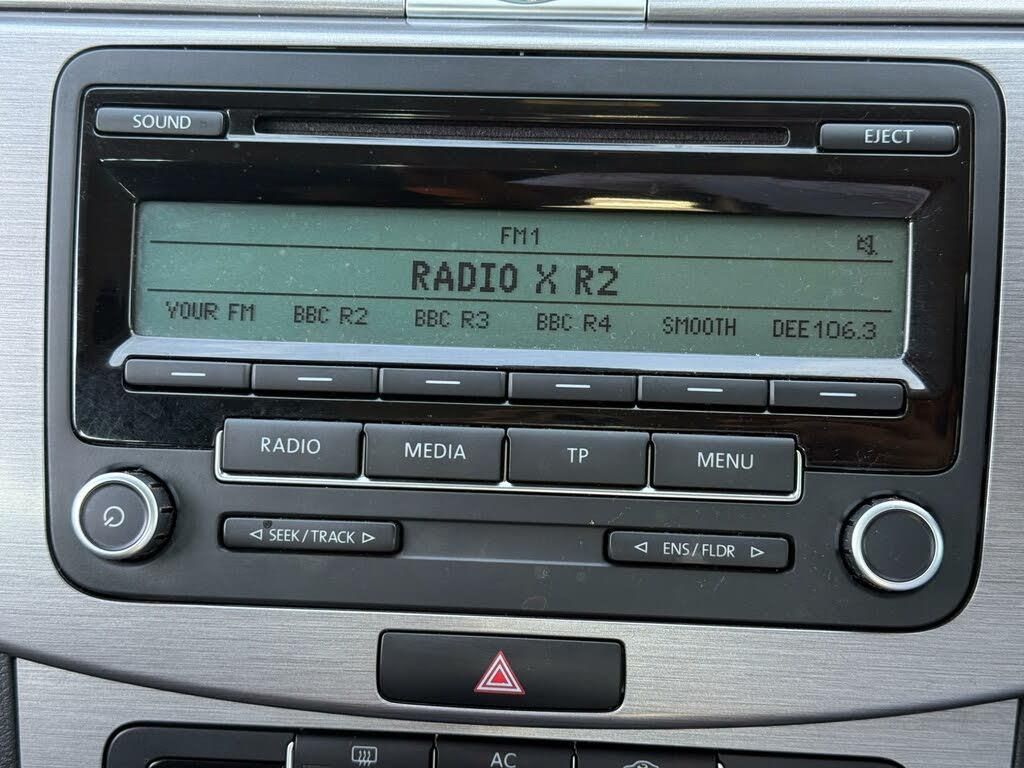 SOUND
EJECT
FM1
RADIO X R2
YOUR FM BBC R2 BBC R3 BBC R4 SMOOTH DEE106.3
RADIO MEDIA TP MENU
SEEK/TRACK
ENS/FLDR
AC